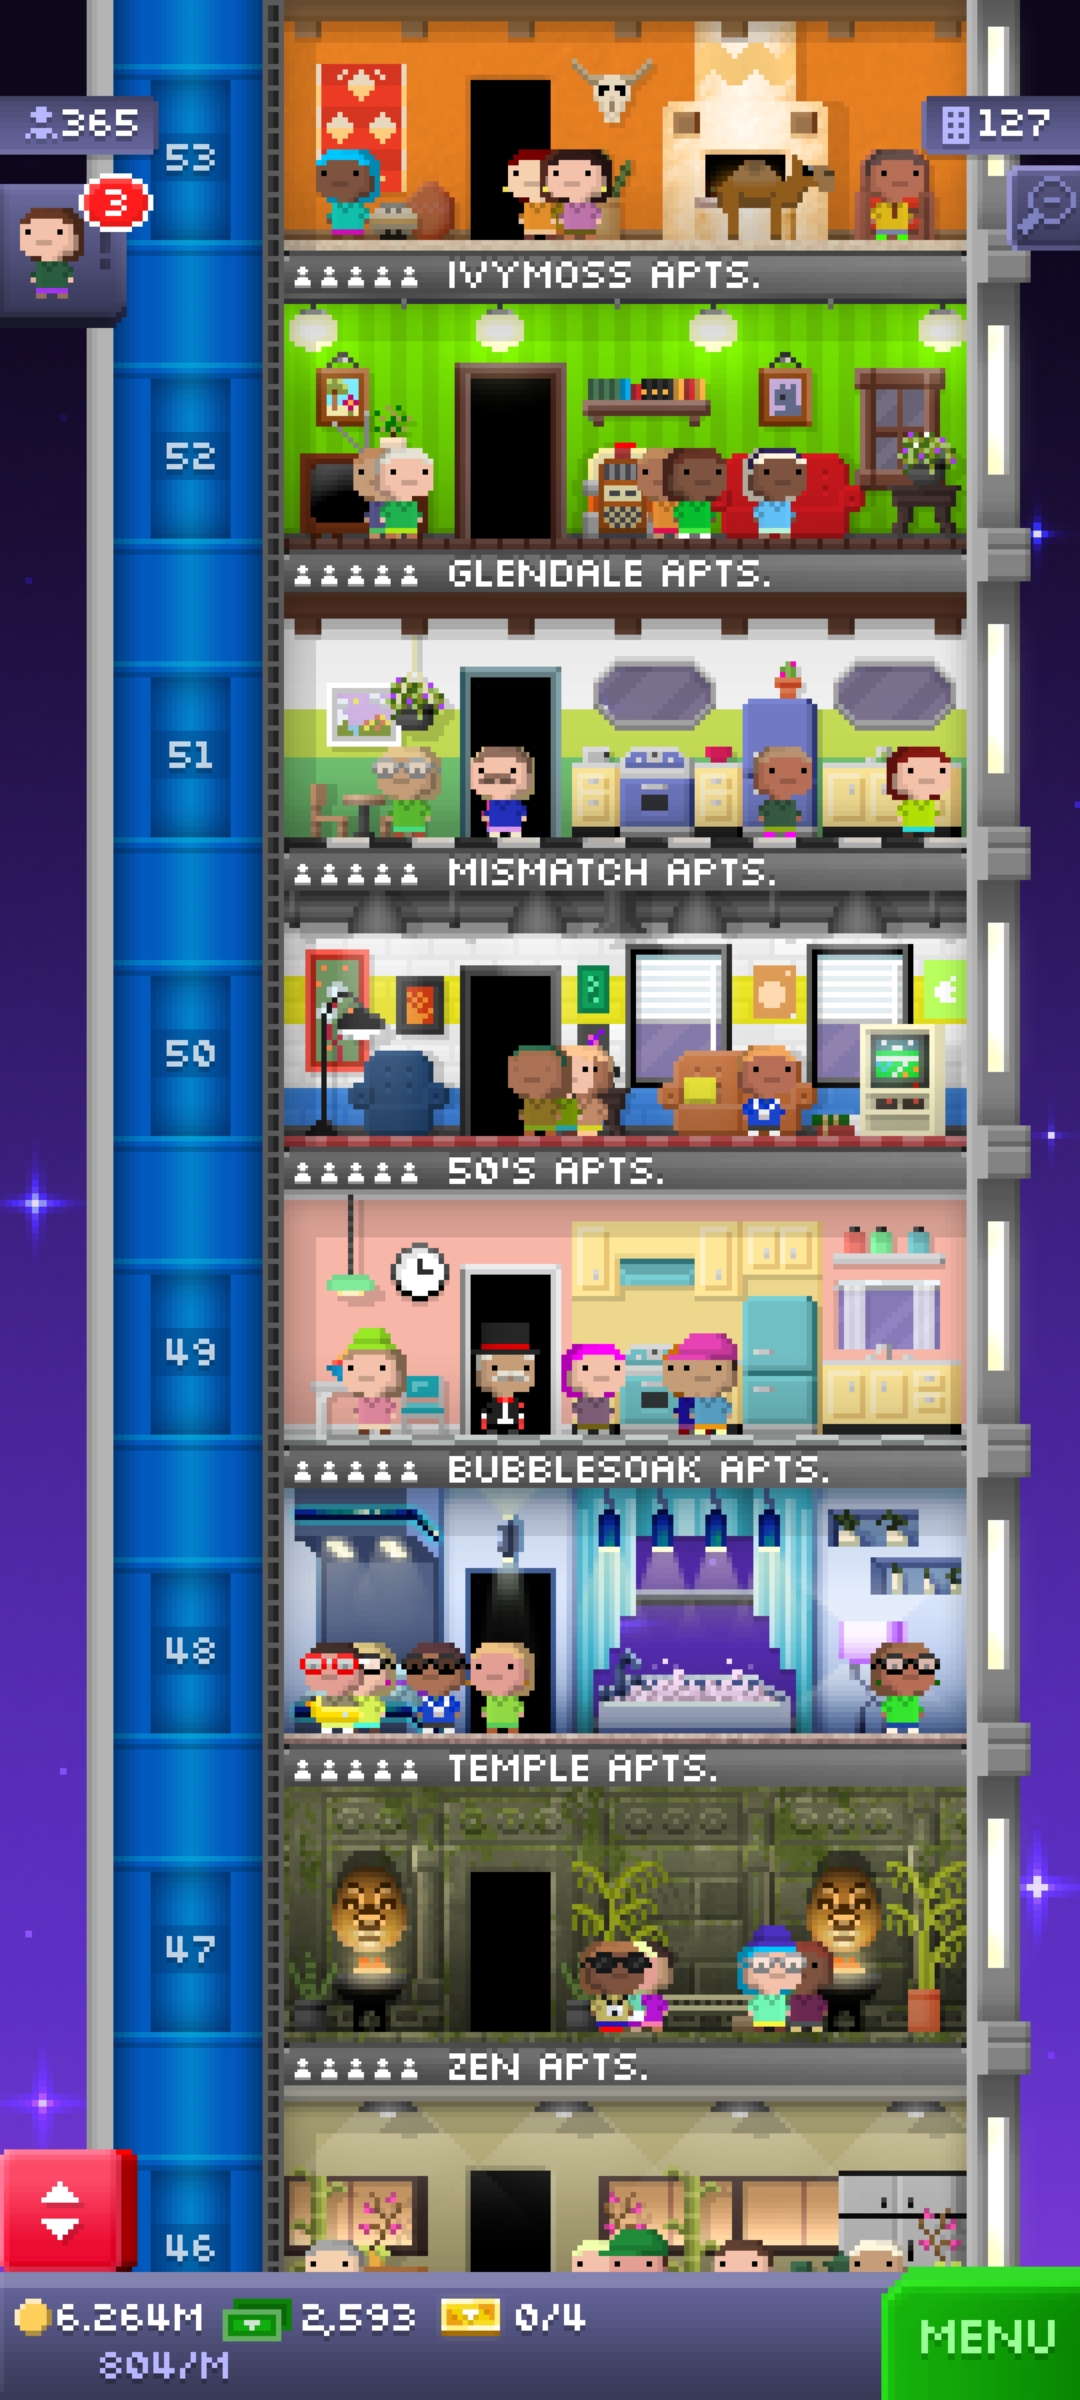 365
127
53
3
IVYMOSS APTS.
52
GLENDALE APTS.
51
MISMATCH APTS.
50
50'S APTS.
49
BUBBLESOAK APTS.
48
TEMPLE APTS.
47
ZEN APTS.
46
6.264M 2,593 0/4
804/M
MENU